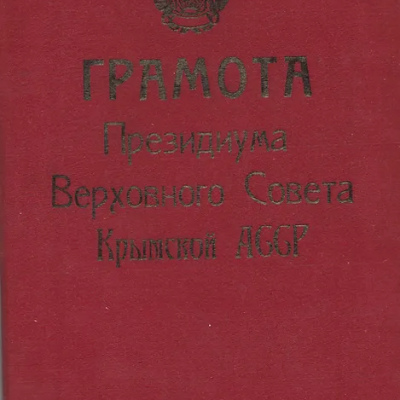 ГРАМОТА
Президиума
Верховного Совета
Крымской АССР